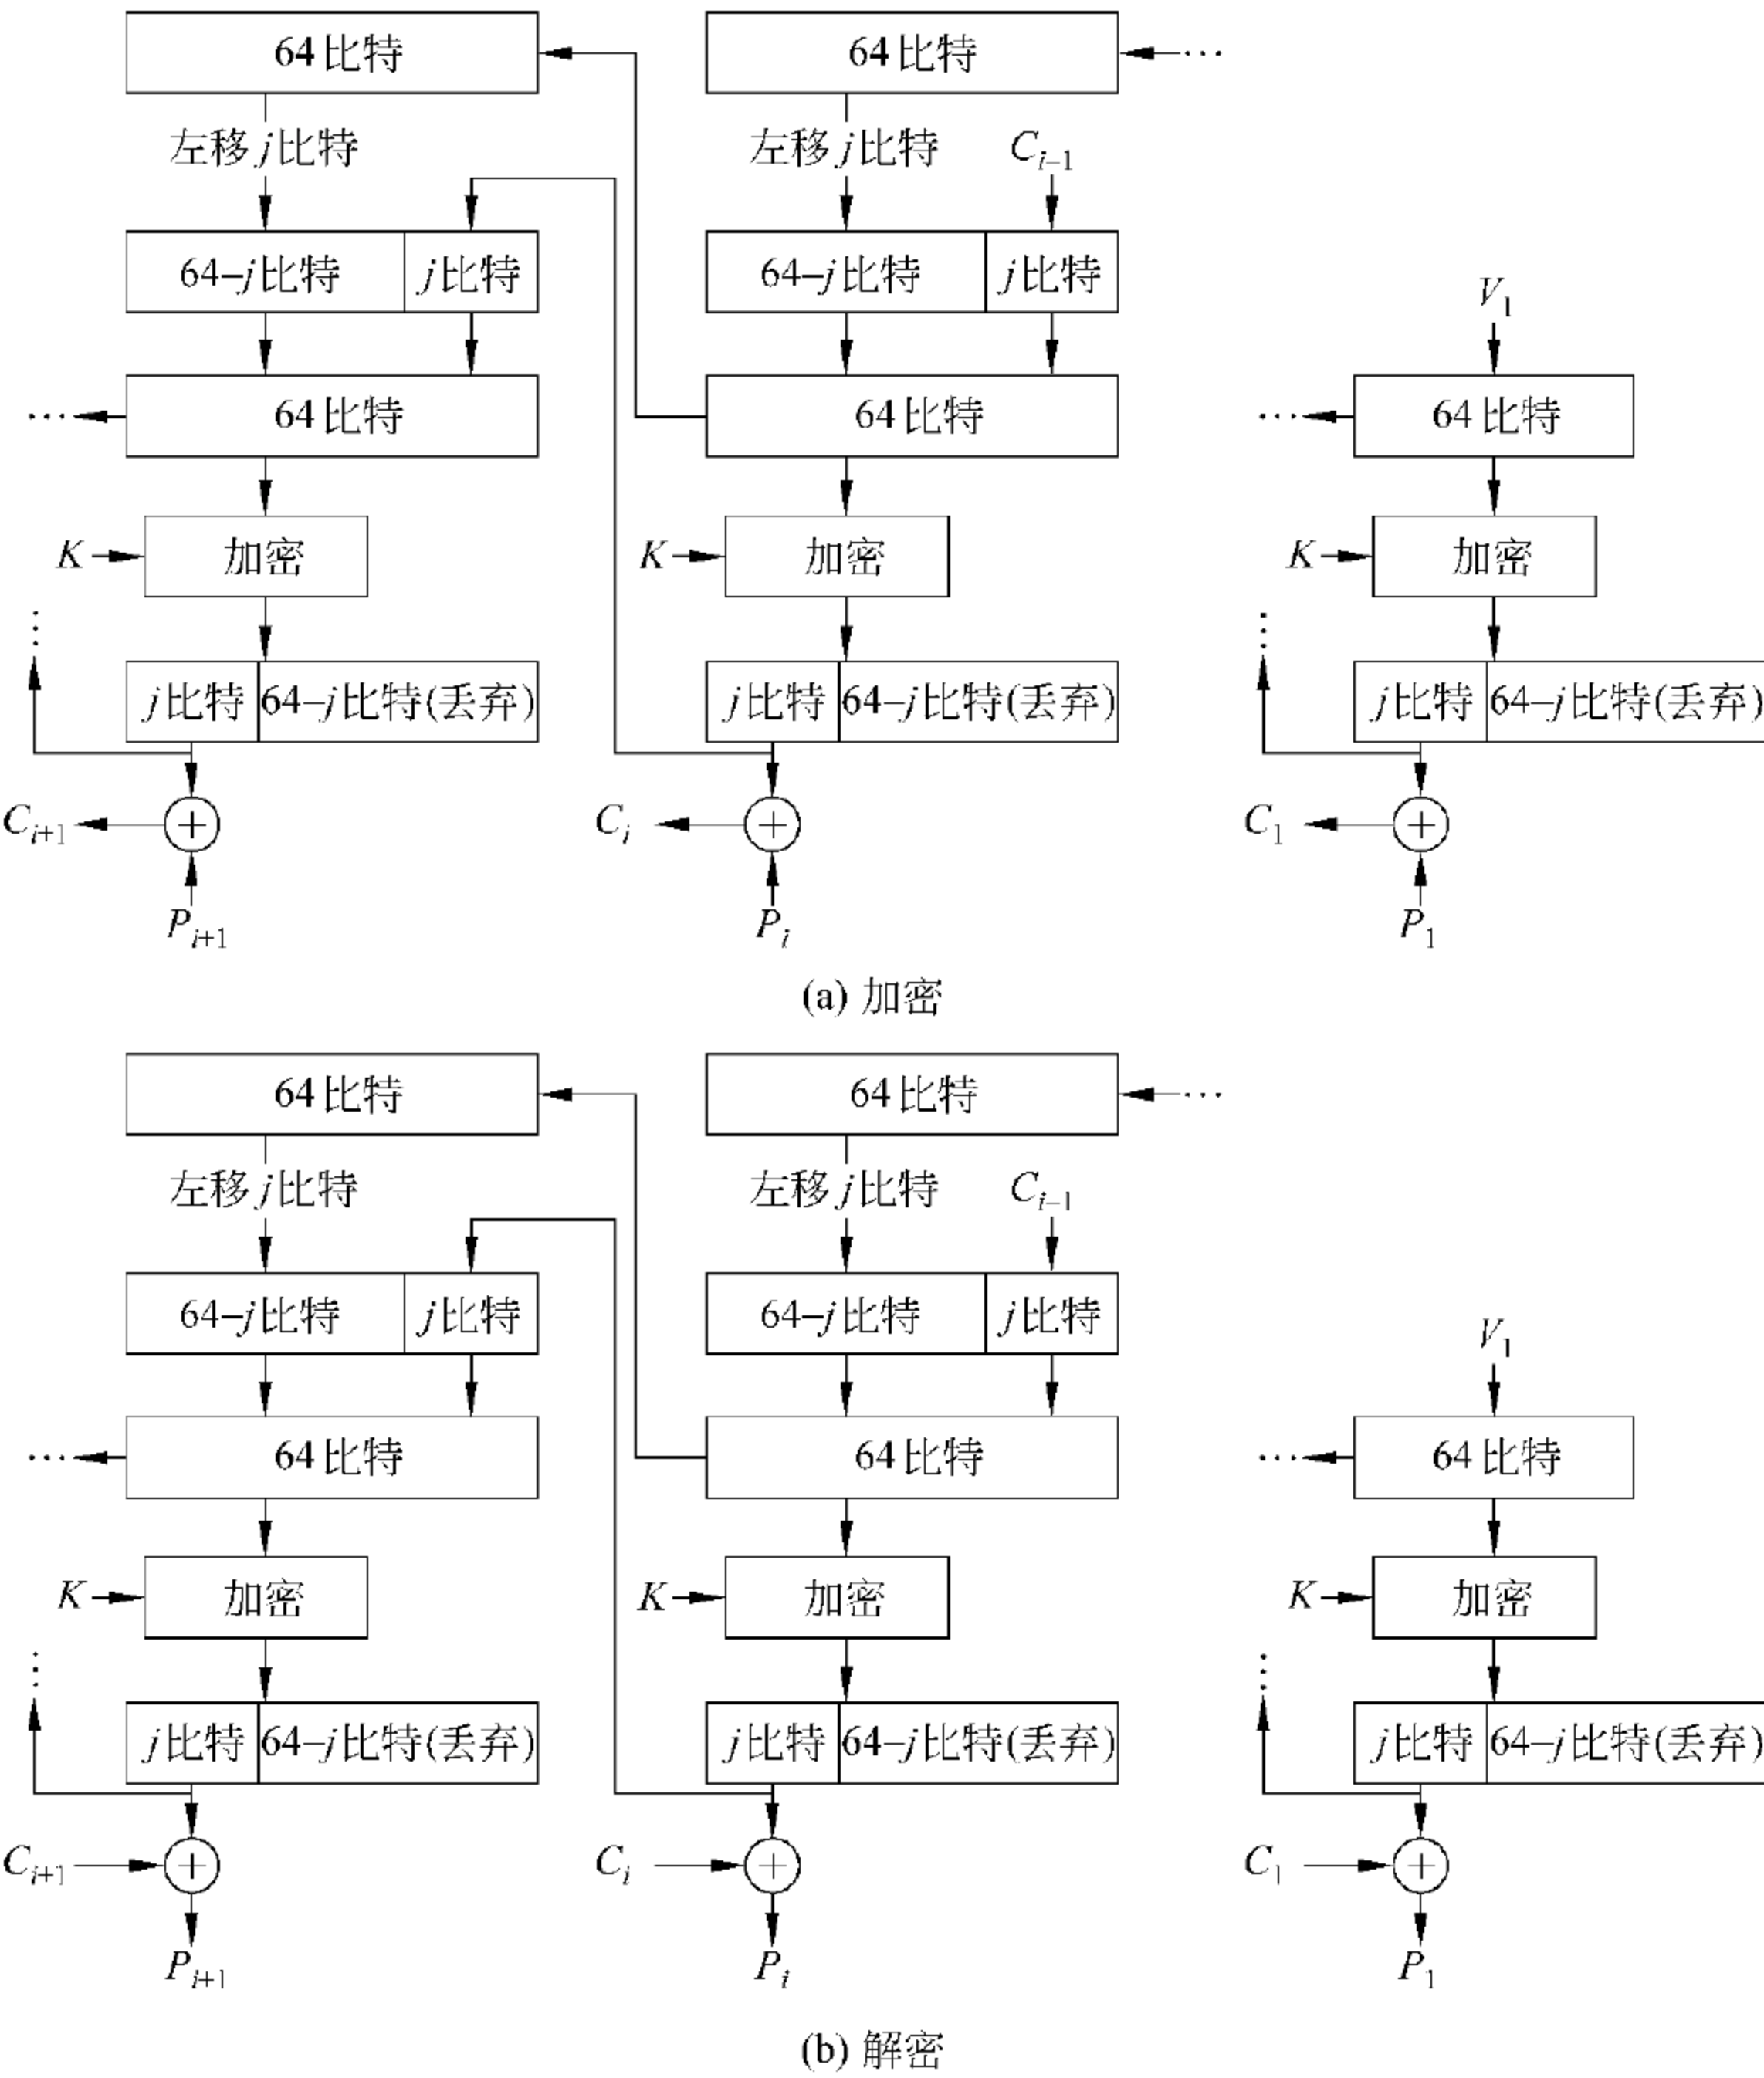 64比特 64比特 ···
左移j比特 左移j比特 C_{i-1}
64-j比特 j比特 64-j比特 j比特
V_1
··· 64比特 64比特 ··· 64比特
K 加密 K 加密 K 加密
j比特 64-j比特(丢弃) j比特 64-j比特(丢弃) j比特 64-j比特(丢弃)
C_{i+1} + C_i + C_1 +
P_{i+1} P_i P_1
(a) 加密
64比特 64比特 ···
左移j比特 左移j比特 C_{i-1}
64-j比特 j比特 64-j比特 j比特
V_1
··· 64比特 64比特 ··· 64比特
K 加密 K 加密 K 加密
j比特 64-j比特(丢弃) j比特 64-j比特(丢弃) j比特 64-j比特(丢弃)
C_{i+1} + C_i + C_1 +
P_{i+1} P_i P_1
(b) 解密